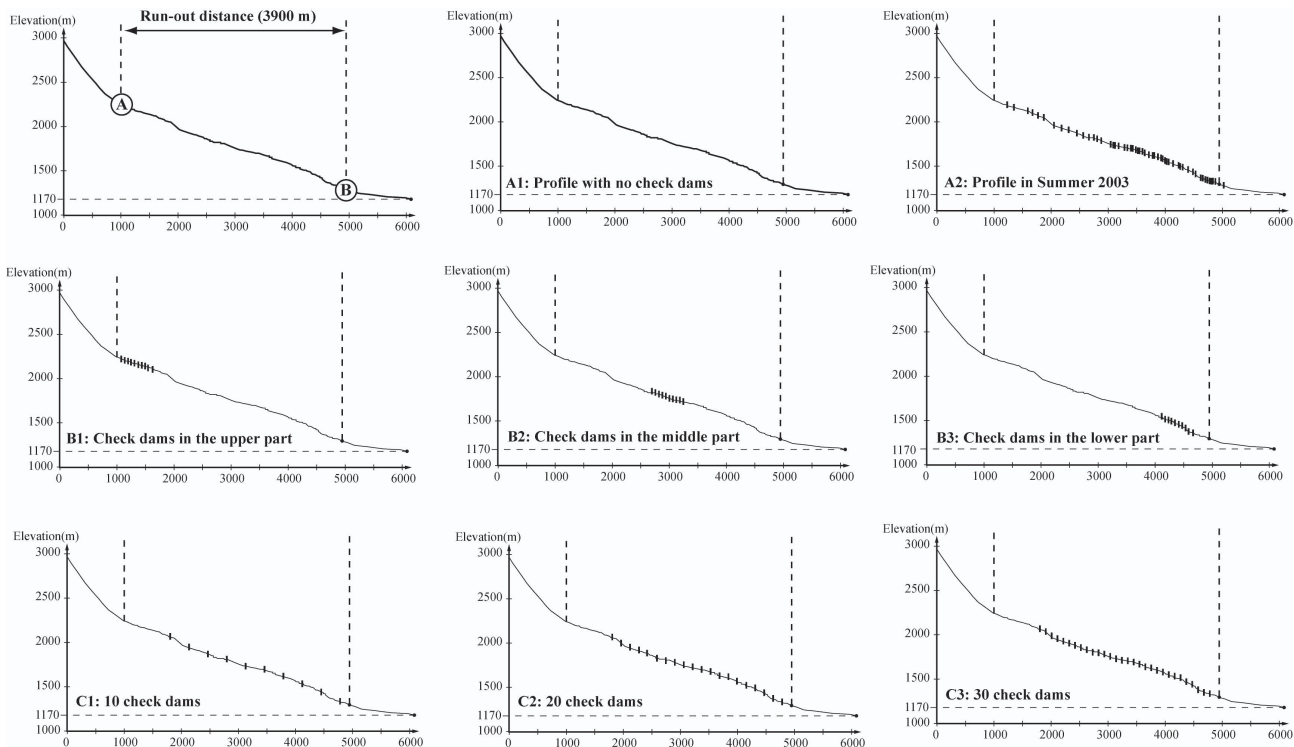 Elevation(m)
Run-out distance (3900 m)
3000
2500
A
2000
1500
B
1170
1000
0 1000 2000 3000 4000 5000 6000
Elevation(m)
3000
2500
2000
1500
A1: Profile with no check dams
1170
1000
0 1000 2000 3000 4000 5000 6000
Elevation(m)
3000
2500
2000
1500
A2: Profile in Summer 2003
1170
1000
0 1000 2000 3000 4000 5000 6000
Elevation(m)
3000
2500
2000
1500
B1: Check dams in the upper part
1170
1000
0 1000 2000 3000 4000 5000 6000
Elevation(m)
3000
2500
2000
1500
B2: Check dams in the middle part
1170
1000
0 1000 2000 3000 4000 5000 6000
Elevation(m)
3000
2500
2000
1500
B3: Check dams in the lower part
1170
1000
0 1000 2000 3000 4000 5000 6000
Elevation(m)
3000
2500
2000
1500
C1: 10 check dams
1170
1000
0 1000 2000 3000 4000 5000 6000
Elevation(m)
3000
2500
2000
1500
C2: 20 check dams
1170
1000
0 1000 2000 3000 4000 5000 6000
Elevation(m)
3000
2500
2000
1500
C3: 30 check dams
1170
1000
0 1000 2000 3000 4000 5000 6000